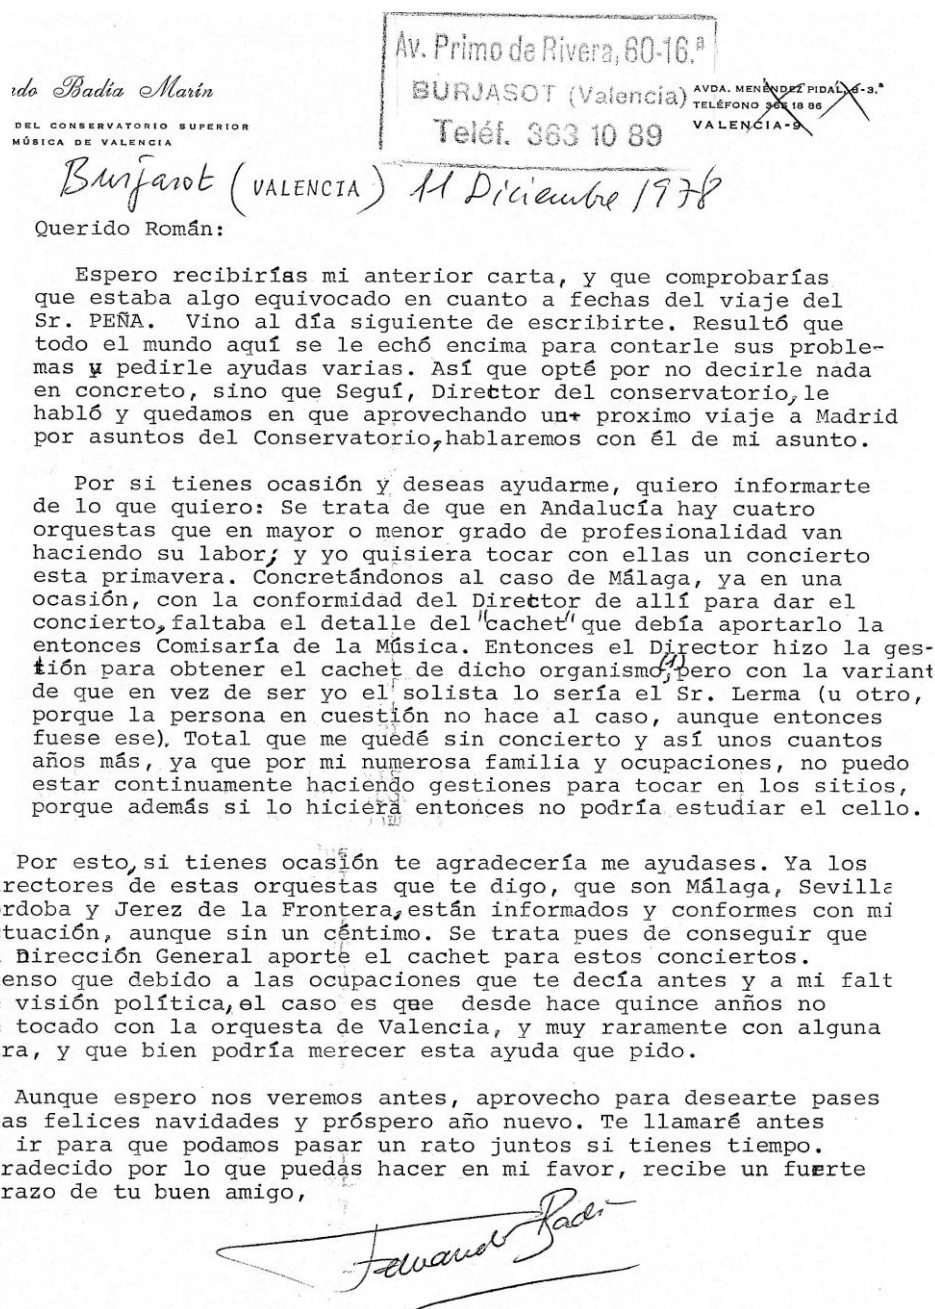 Av. Primo de Rivera, 60-16.ª
BURJASOT (Valencia)
Teléf. 363 10 89
ndo Badía Marín
DEL CONSERVATORIO SUPERIOR
MÚSICA DE VALENCIA
AVDA. MENÉNDEZ PIDAL, -3.ª
TELÉFONO 18 86
VALENCIA-9
Burjasot (VALENCIA) 11 Diciembre 1978
Querido Román:
Espero recibirías mi anterior carta, y que comprobarías
que estaba algo equivocado en cuanto a fechas del viaje del
Sr. PEÑA. Vino al día siguiente de escribirte. Resultó que
todo el mundo aquí se le echó encima para contarle sus proble-
mas y pedirle ayudas varias. Así que opté por no decirle nada
en concreto, sino que Seguí, Director del conservatorio, le
habló y quedamos en que aprovechando un proximo viaje a Madrid
por asuntos del Conservatorio, hablaremos con él de mi asunto.
Por si tienes ocasión y deseas ayudarme, quiero informarte
de lo que quiero: Se trata de que en Andalucía hay cuatro
orquestas que en mayor o menor grado de profesionalidad van
haciendo su labor; y yo quisiera tocar con ellas un concierto
esta primavera. Concretándonos al caso de Málaga, ya en una
ocasión, con la conformidad del Director de allí para dar el
concierto, faltaba el detalle del "cachet" que debía aportarlo la
entonces Comisaría de la Música. Entonces el Director hizo la ges-
tión para obtener el cachet de dicho organismo,(1) pero con la variant
de que en vez de ser yo el solista lo sería el Sr. Lerma (u otro,
porque la persona en cuestión no hace al caso, aunque entonces
fuese ese). Total que me quedé sin concierto y así unos cuantos
años más, ya que por mi numerosa familia y ocupaciones, no puedo
estar continuamente haciendo gestiones para tocar en los sitios,
porque además si lo hiciera entonces no podría estudiar el cello.
Por esto, si tienes ocasión te agradecería me ayudases. Ya los
rectores de estas orquestas que te digo, que son Málaga, Sevilla
rdoba y Jerez de la Frontera, están informados y conformes con mi
tuación, aunque sin un céntimo. Se trata pues de conseguir que
Dirección General aporte el cachet para estos conciertos.
enso que debido a las ocupaciones que te decía antes y a mi falt
visión política, el caso es que desde hace quince anños no
tocado con la orquesta de Valencia, y muy raramente con alguna
ra, y que bien podría merecer esta ayuda que pido.
Aunque espero nos veremos antes, aprovecho para desearte pases
as felices navidades y próspero año nuevo. Te llamaré antes
ir para que podamos pasar un rato juntos si tienes tiempo.
radecido por lo que puedas hacer en mi favor, recibe un fuerte
razo de tu buen amigo,
Fernando Badía